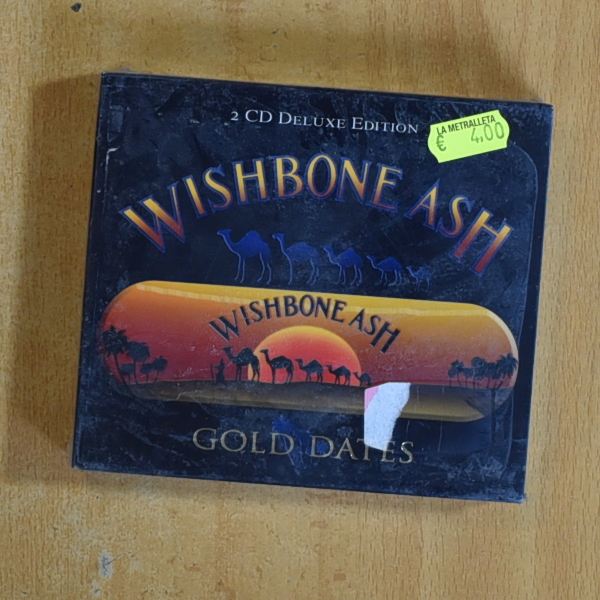 2 CD DELUXE EDITION
LA METRALLETA
€ 4,00
WISHBONE ASH
WISHBONE ASH
GOLD DATES